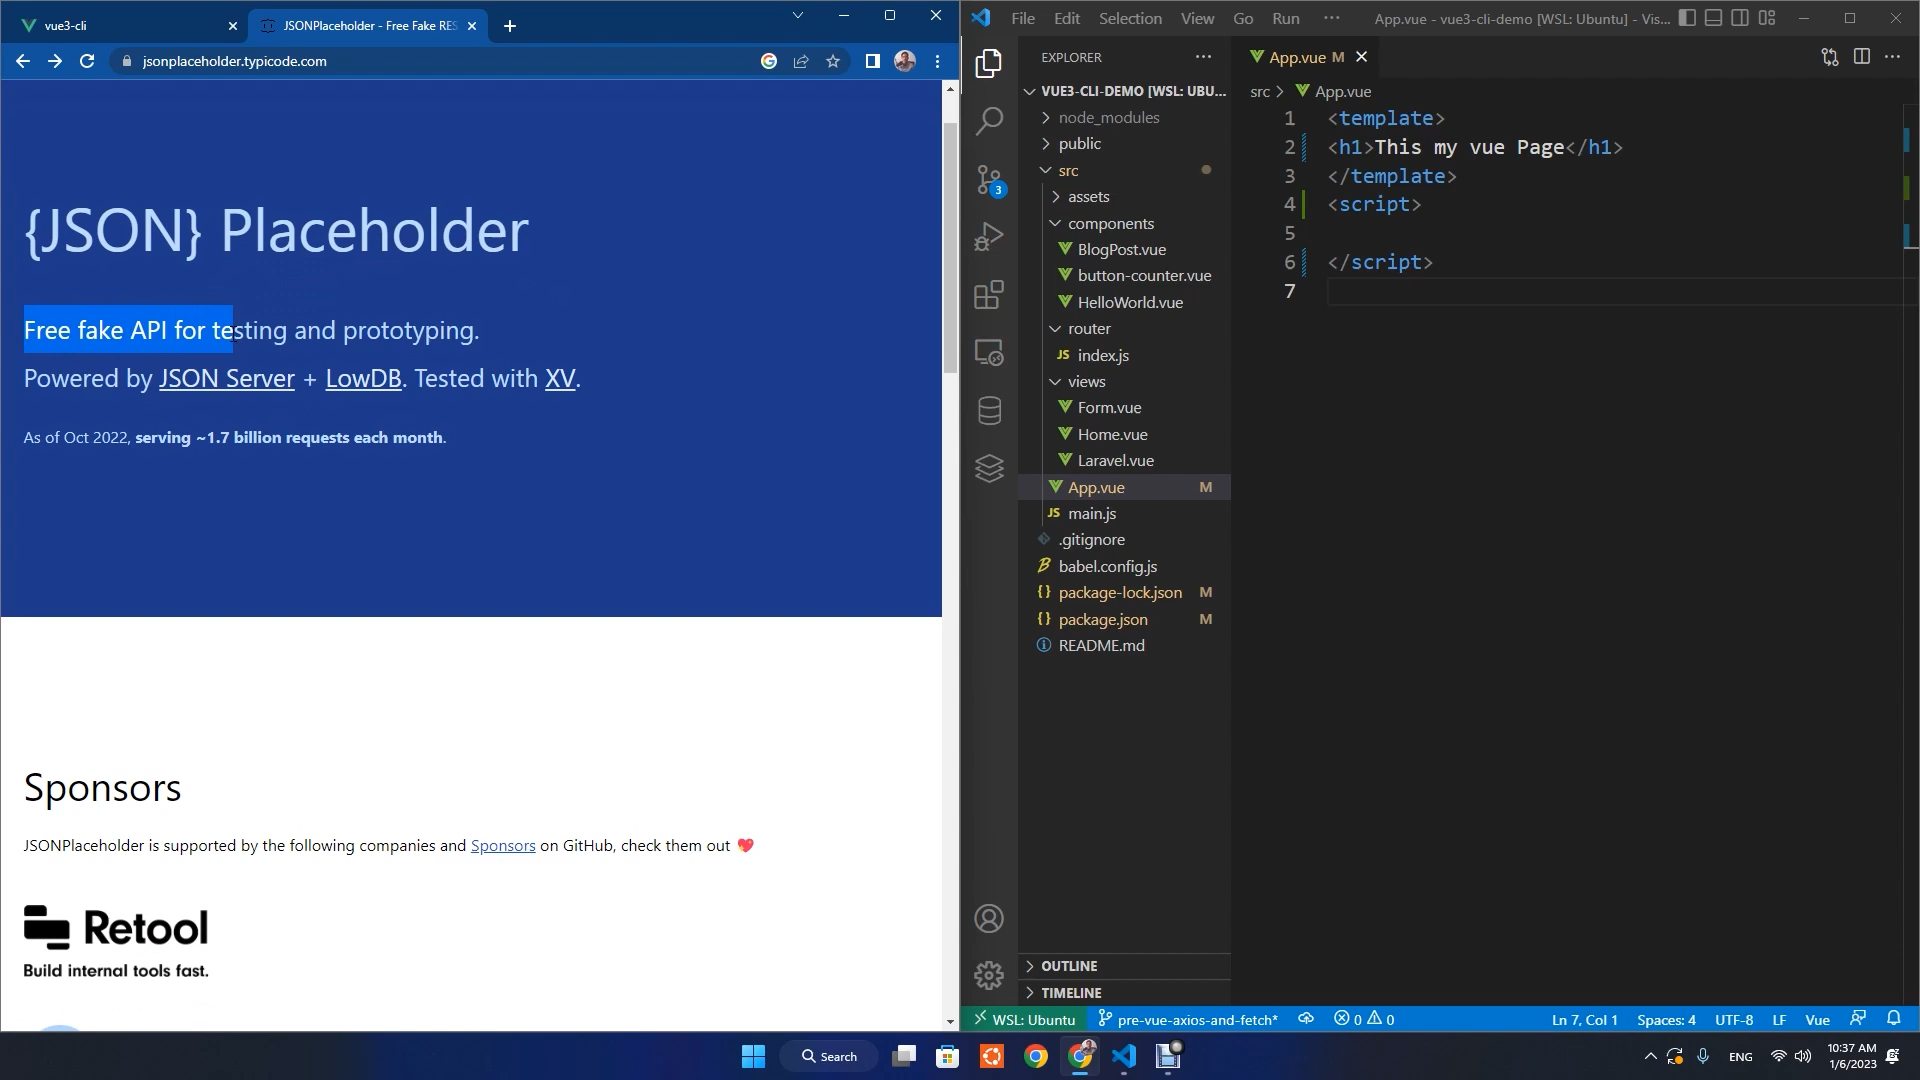 vue3-cli
JSONPlaceholder - Free Fake RES
jsonplaceholder.typicode.com
{JSON} Placeholder
Free fake API for testing and prototyping.
Powered by JSON Server + LowDB. Tested with XV.
As of Oct 2022, serving ~1.7 billion requests each month.
Sponsors
JSONPlaceholder is supported by the following companies and Sponsors on GitHub, check them out
Retool
Build internal tools fast.
File Edit Selection View Go Run ··· App.vue - vue3-cli-demo [WSL: Ubuntu] - Vis...
3
EXPLORER ···
VUE3-CLI-DEMO [WSL: UBU...
node_modules
public
src
assets
components
BlogPost.vue
button-counter.vue
HelloWorld.vue
router
JS index.js
views
Form.vue
Home.vue
Laravel.vue
App.vue M
JS main.js
.gitignore
babel.config.js
{} package-lock.json M
{} package.json M
README.md
OUTLINE
TIMELINE
App.vue M
src > App.vue
1 <template>
2 <h1>This my vue Page</h1>
3 </template>
4 <script>
5
6 </script>
7
WSL: Ubuntu pre-vue-axios-and-fetch* 0 0 Ln 7, Col 1 Spaces: 4 UTF-8 LF Vue
Search
ENG
10:37 AM
1/6/2023